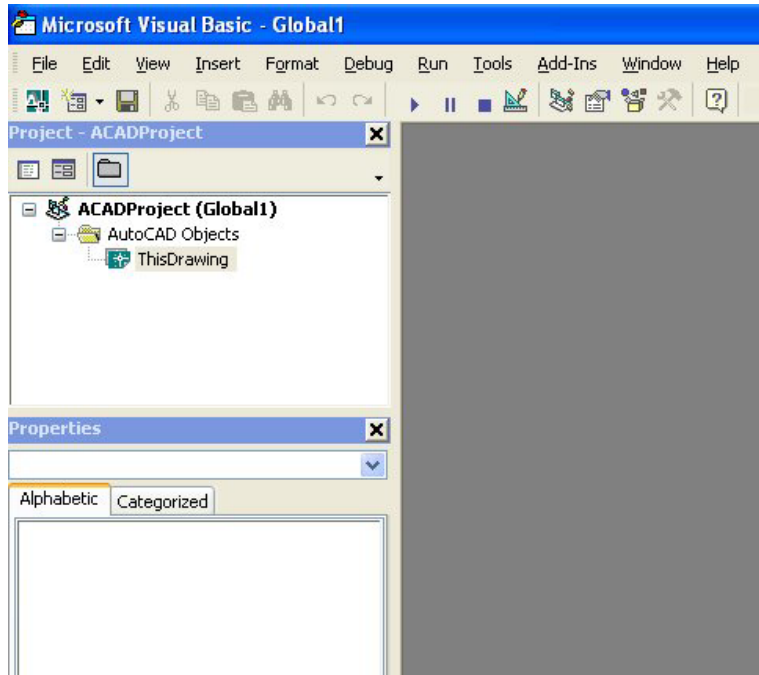 Microsoft Visual Basic - Global1
File Edit View Insert Format Debug Run Tools Add-Ins Window Help
Project - ACADProject
ACADProject (Global1)
AutoCAD Objects
ThisDrawing
Properties
Alphabetic Categorized